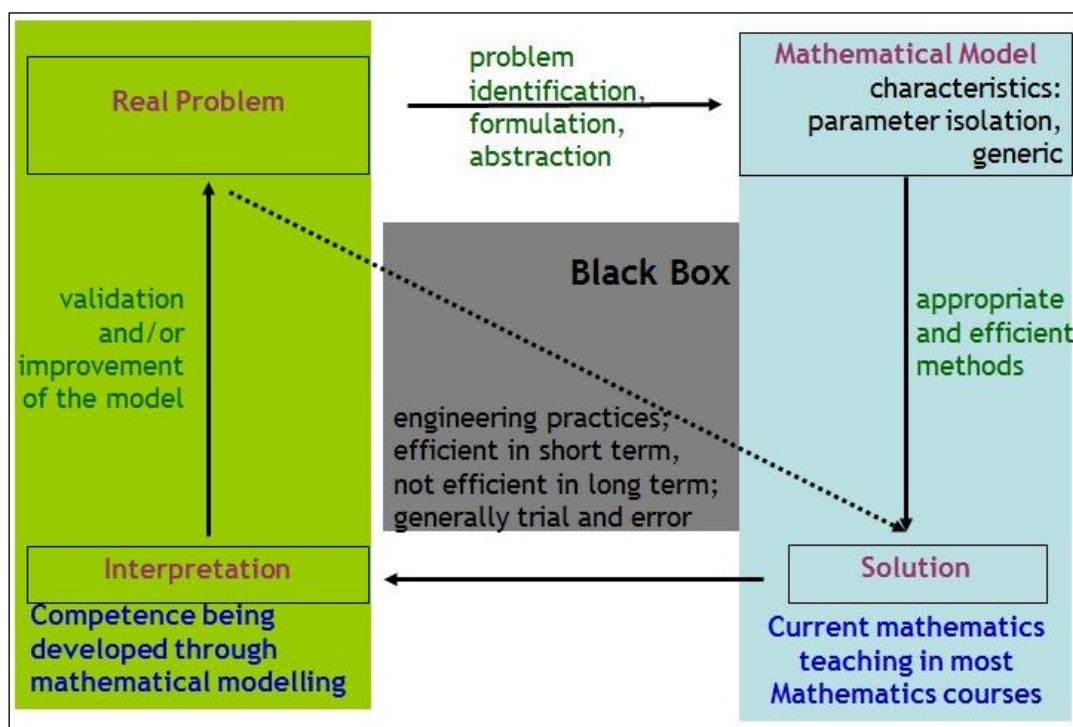 Real Problem
problem
identification,
formulation,
abstraction
Mathematical Model
characteristics:
parameter isolation,
generic
Black Box
validation
and/or
improvement
of the model
appropriate
and efficient
methods
engineering practices;
efficient in short term,
not efficient in long term;
generally trial and error
Interpretation
Solution
Competence being
developed through
mathematical modelling
Current mathematics
teaching in most
Mathematics courses